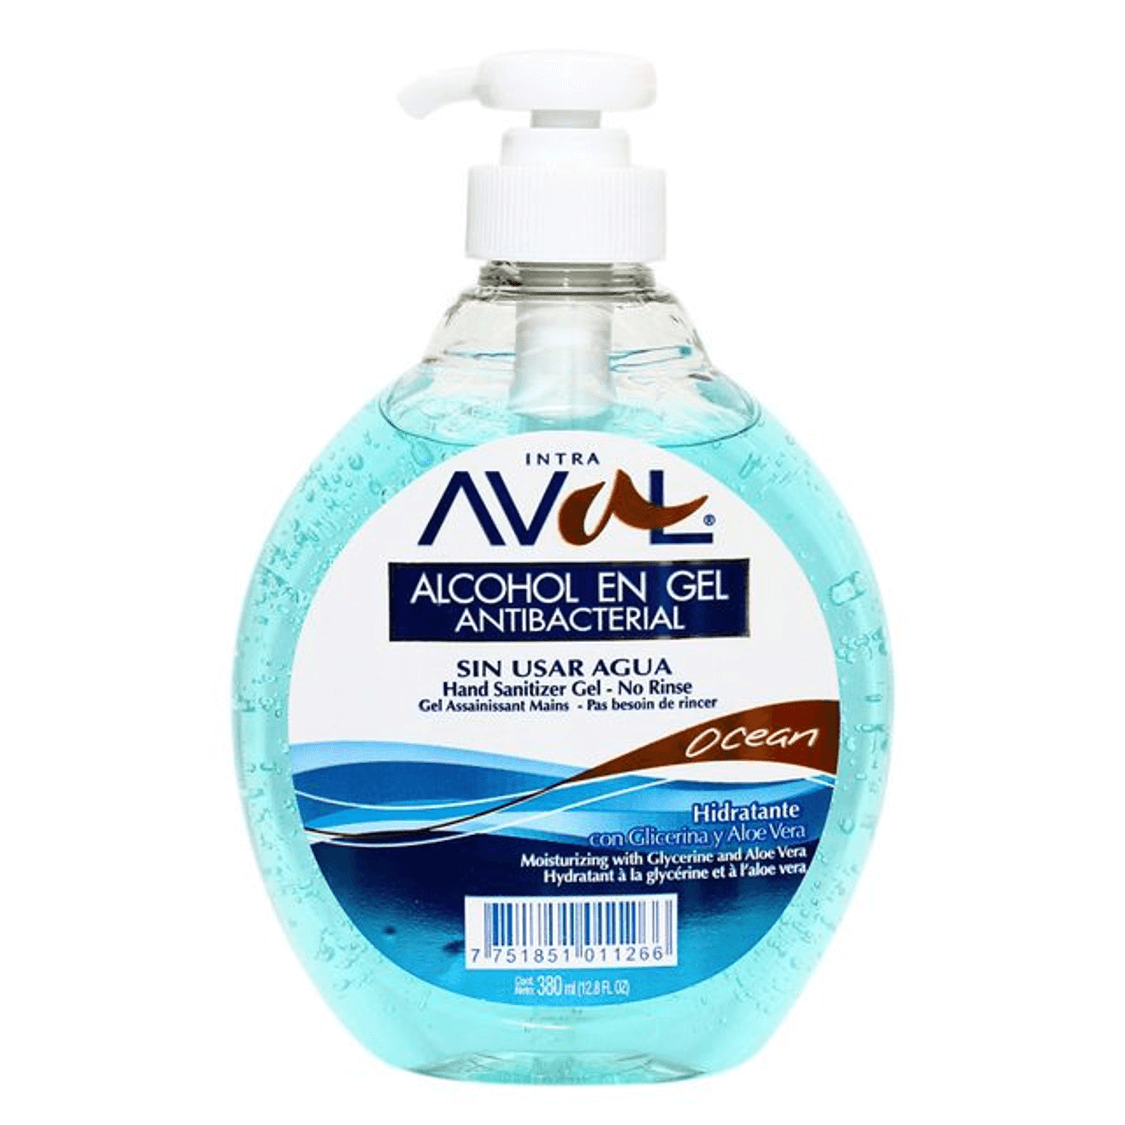 INTRA
AVAL®
ALCOHOL EN GEL
ANTIBACTERIAL
SIN USAR AGUA
Hand Sanitizer Gel - No Rinse
Gel Assainissant Mains - Pas besoin de rincer
Ocean
Hidratante
con Glicerina y Aloe Vera
Moisturizing with Glycerine and Aloe Vera
Hydratant à la glycérine et à l'aloe vera
7 751851 011266
Cont. Neto: 380 ml (12.8 FL OZ)